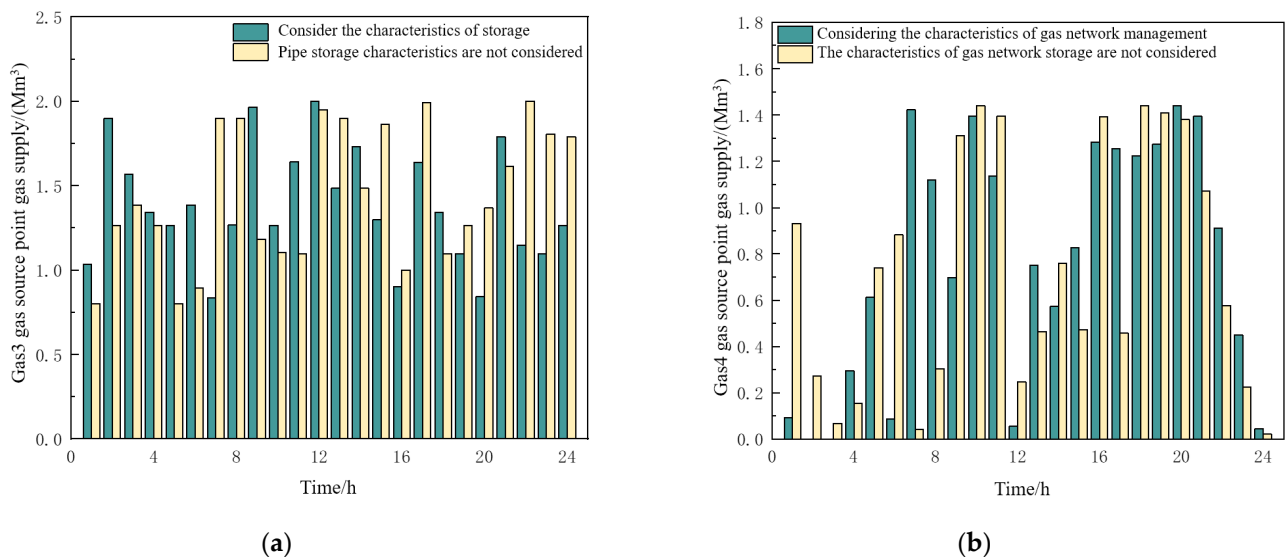 2.5
2.0
1.5
1.0
0.5
0.0
Gas3 gas source point gas supply/(Mm³)
Consider the characteristics of storage
Pipe storage characteristics are not considered
0 4 8 12 16 20 24
Time/h
(a)
1.8
1.6
1.4
1.2
1.0
0.8
0.6
0.4
0.2
0.0
Gas4 gas source point gas supply/(Mm³)
Considering the characteristics of gas network management
The characteristics of gas network storage are not considered
0 4 8 12 16 20 24
Time/h
(b)